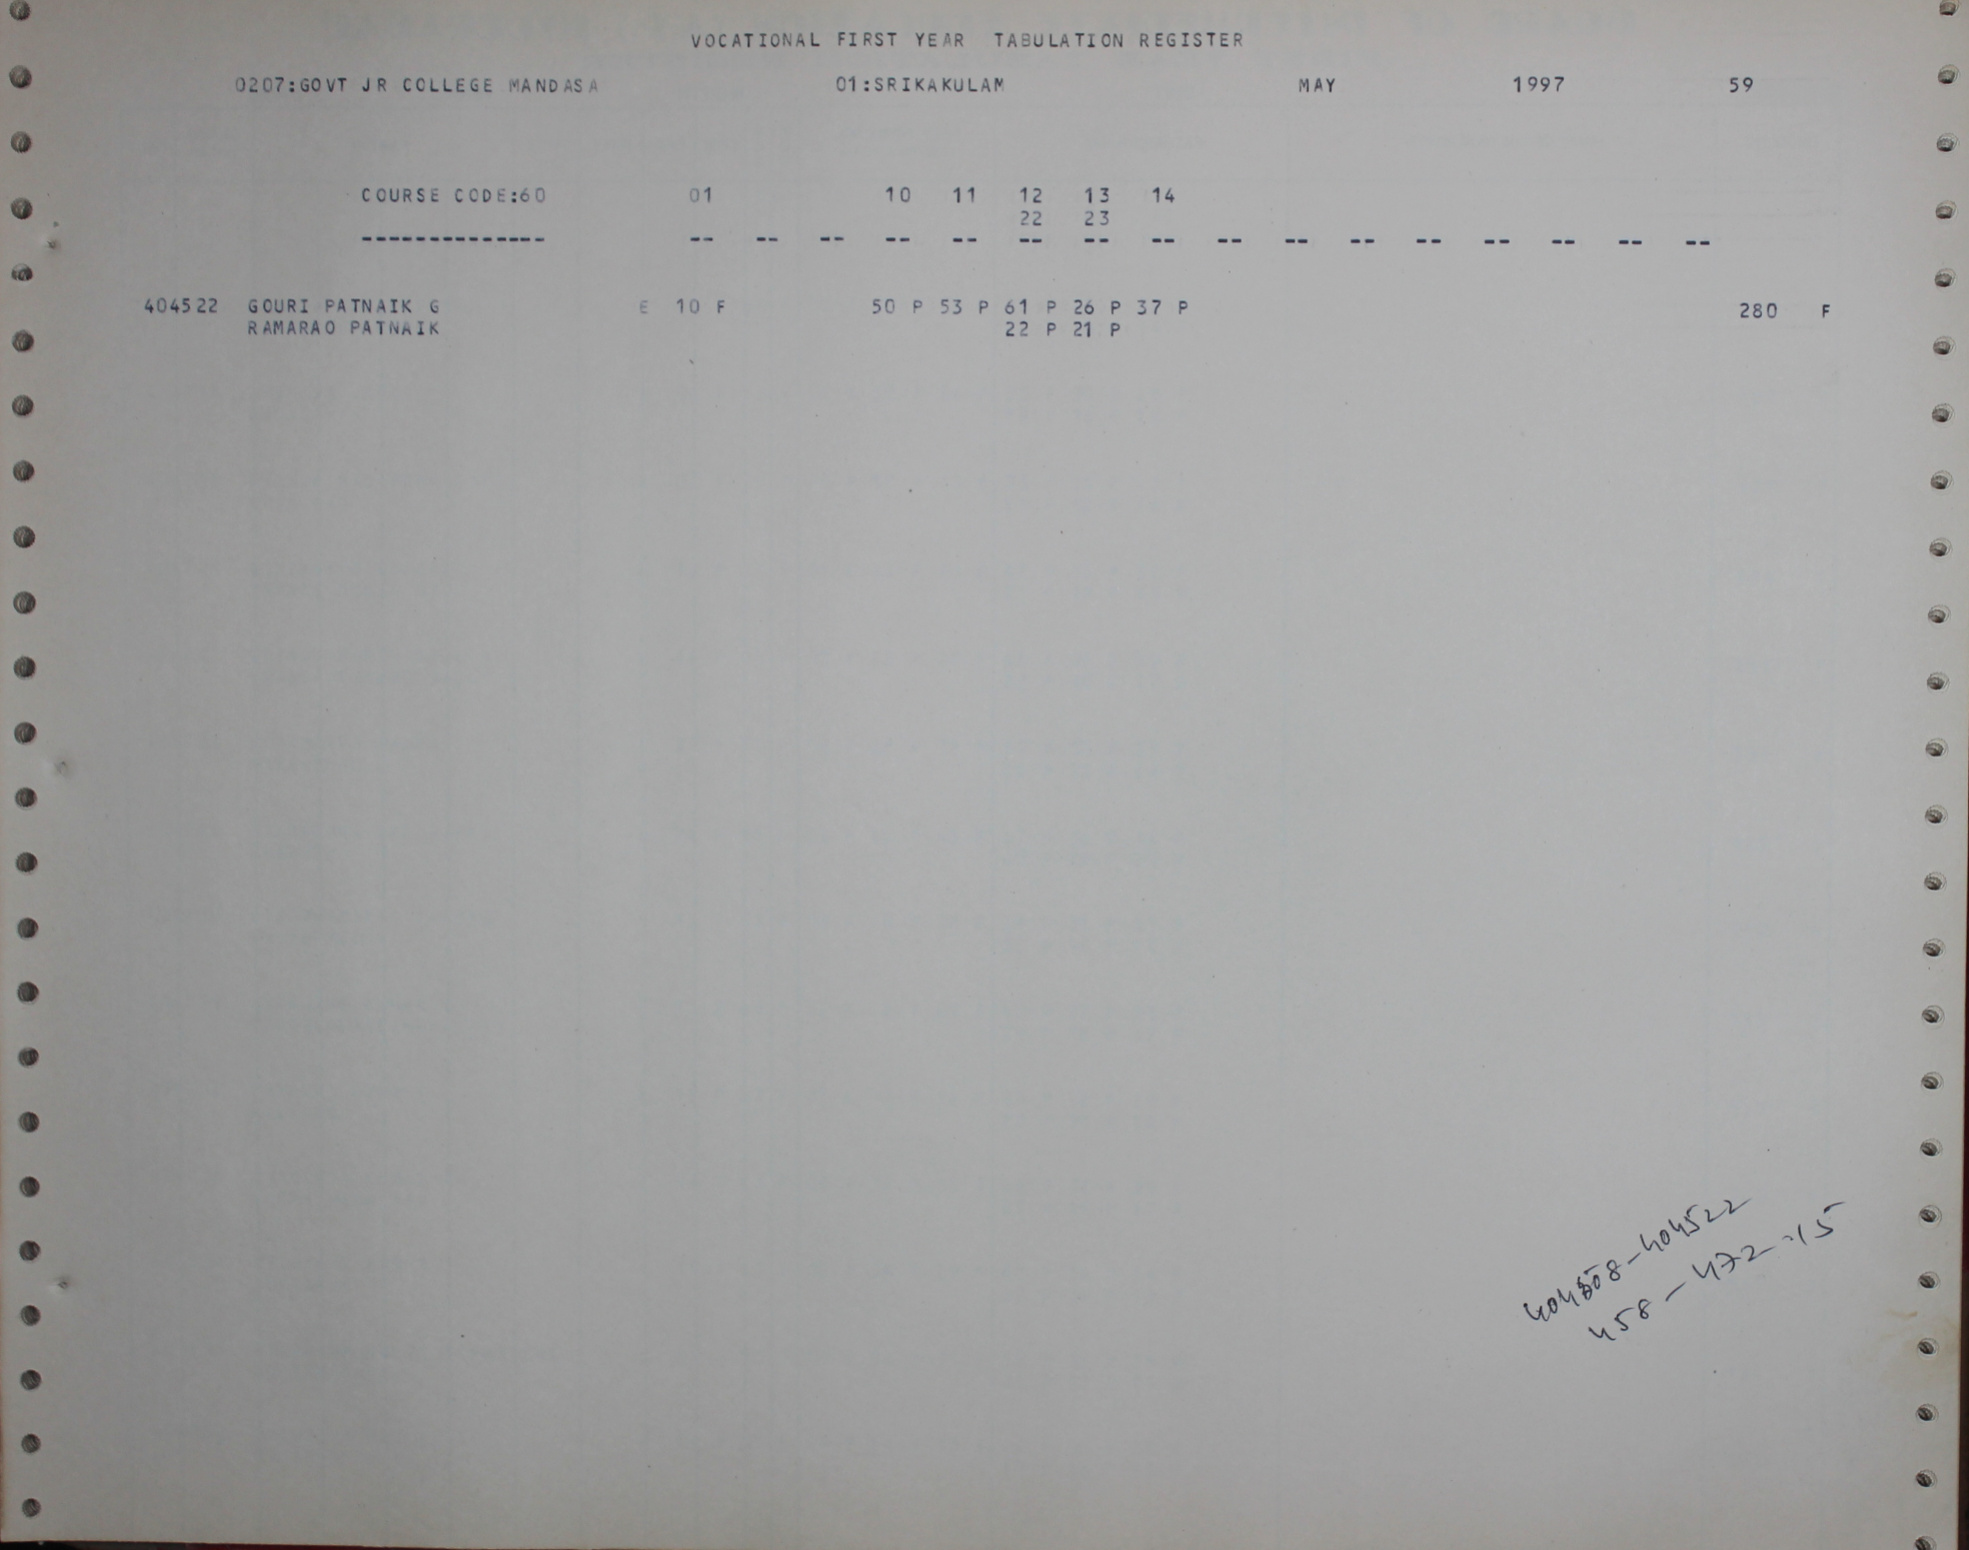 VOCATIONAL FIRST YEAR TABULATION REGISTER
0207:GOVT JR COLLEGE MANDASA 01:SRIKAKULAM MAY 1997 59
COURSE CODE:60 01 10 11 12 13 14
22 23
-------------- -- -- -- -- -- -- -- -- -- -- -- -- -- -- -- --
404522 GOURI PATNAIK G E 10 F 50 P 53 P 61 P 26 P 37 P 280 F
RAMARAO PATNAIK 22 P 21 P
404508-404522
458-472-15